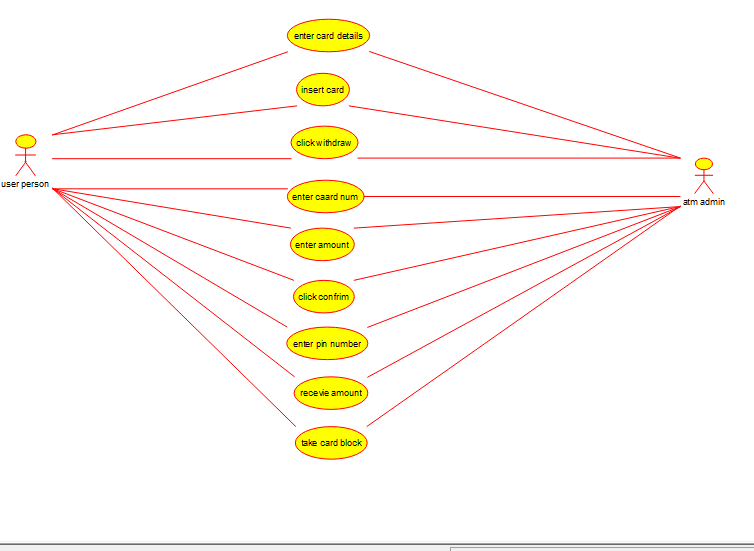 enter card details
insert card
click withdraw
user person
enter caard num
atm admin
enter amount
click confrim
enter pin number
recevie amount
take card block